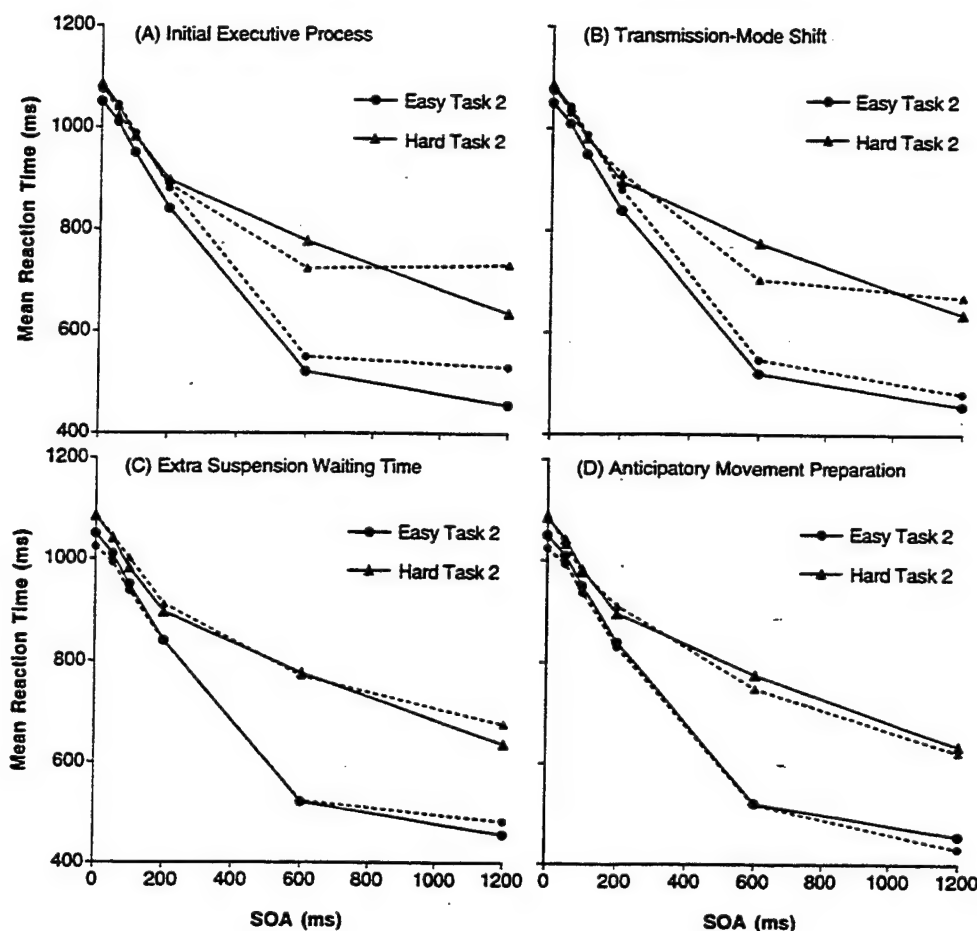 (A) Initial Executive Process
Easy Task 2
Hard Task 2
Mean Reaction Time (ms)
1200
1000
800
600
400
(B) Transmission-Mode Shift
Easy Task 2
Hard Task 2
(C) Extra Suspension Waiting Time
Easy Task 2
Hard Task 2
Mean Reaction Time (ms)
1200
1000
800
600
400
0 200 400 600 800 1000 1200
SOA (ms)
(D) Anticipatory Movement Preparation
Easy Task 2
Hard Task 2
0 200 400 600 800 1000 1200
SOA (ms)